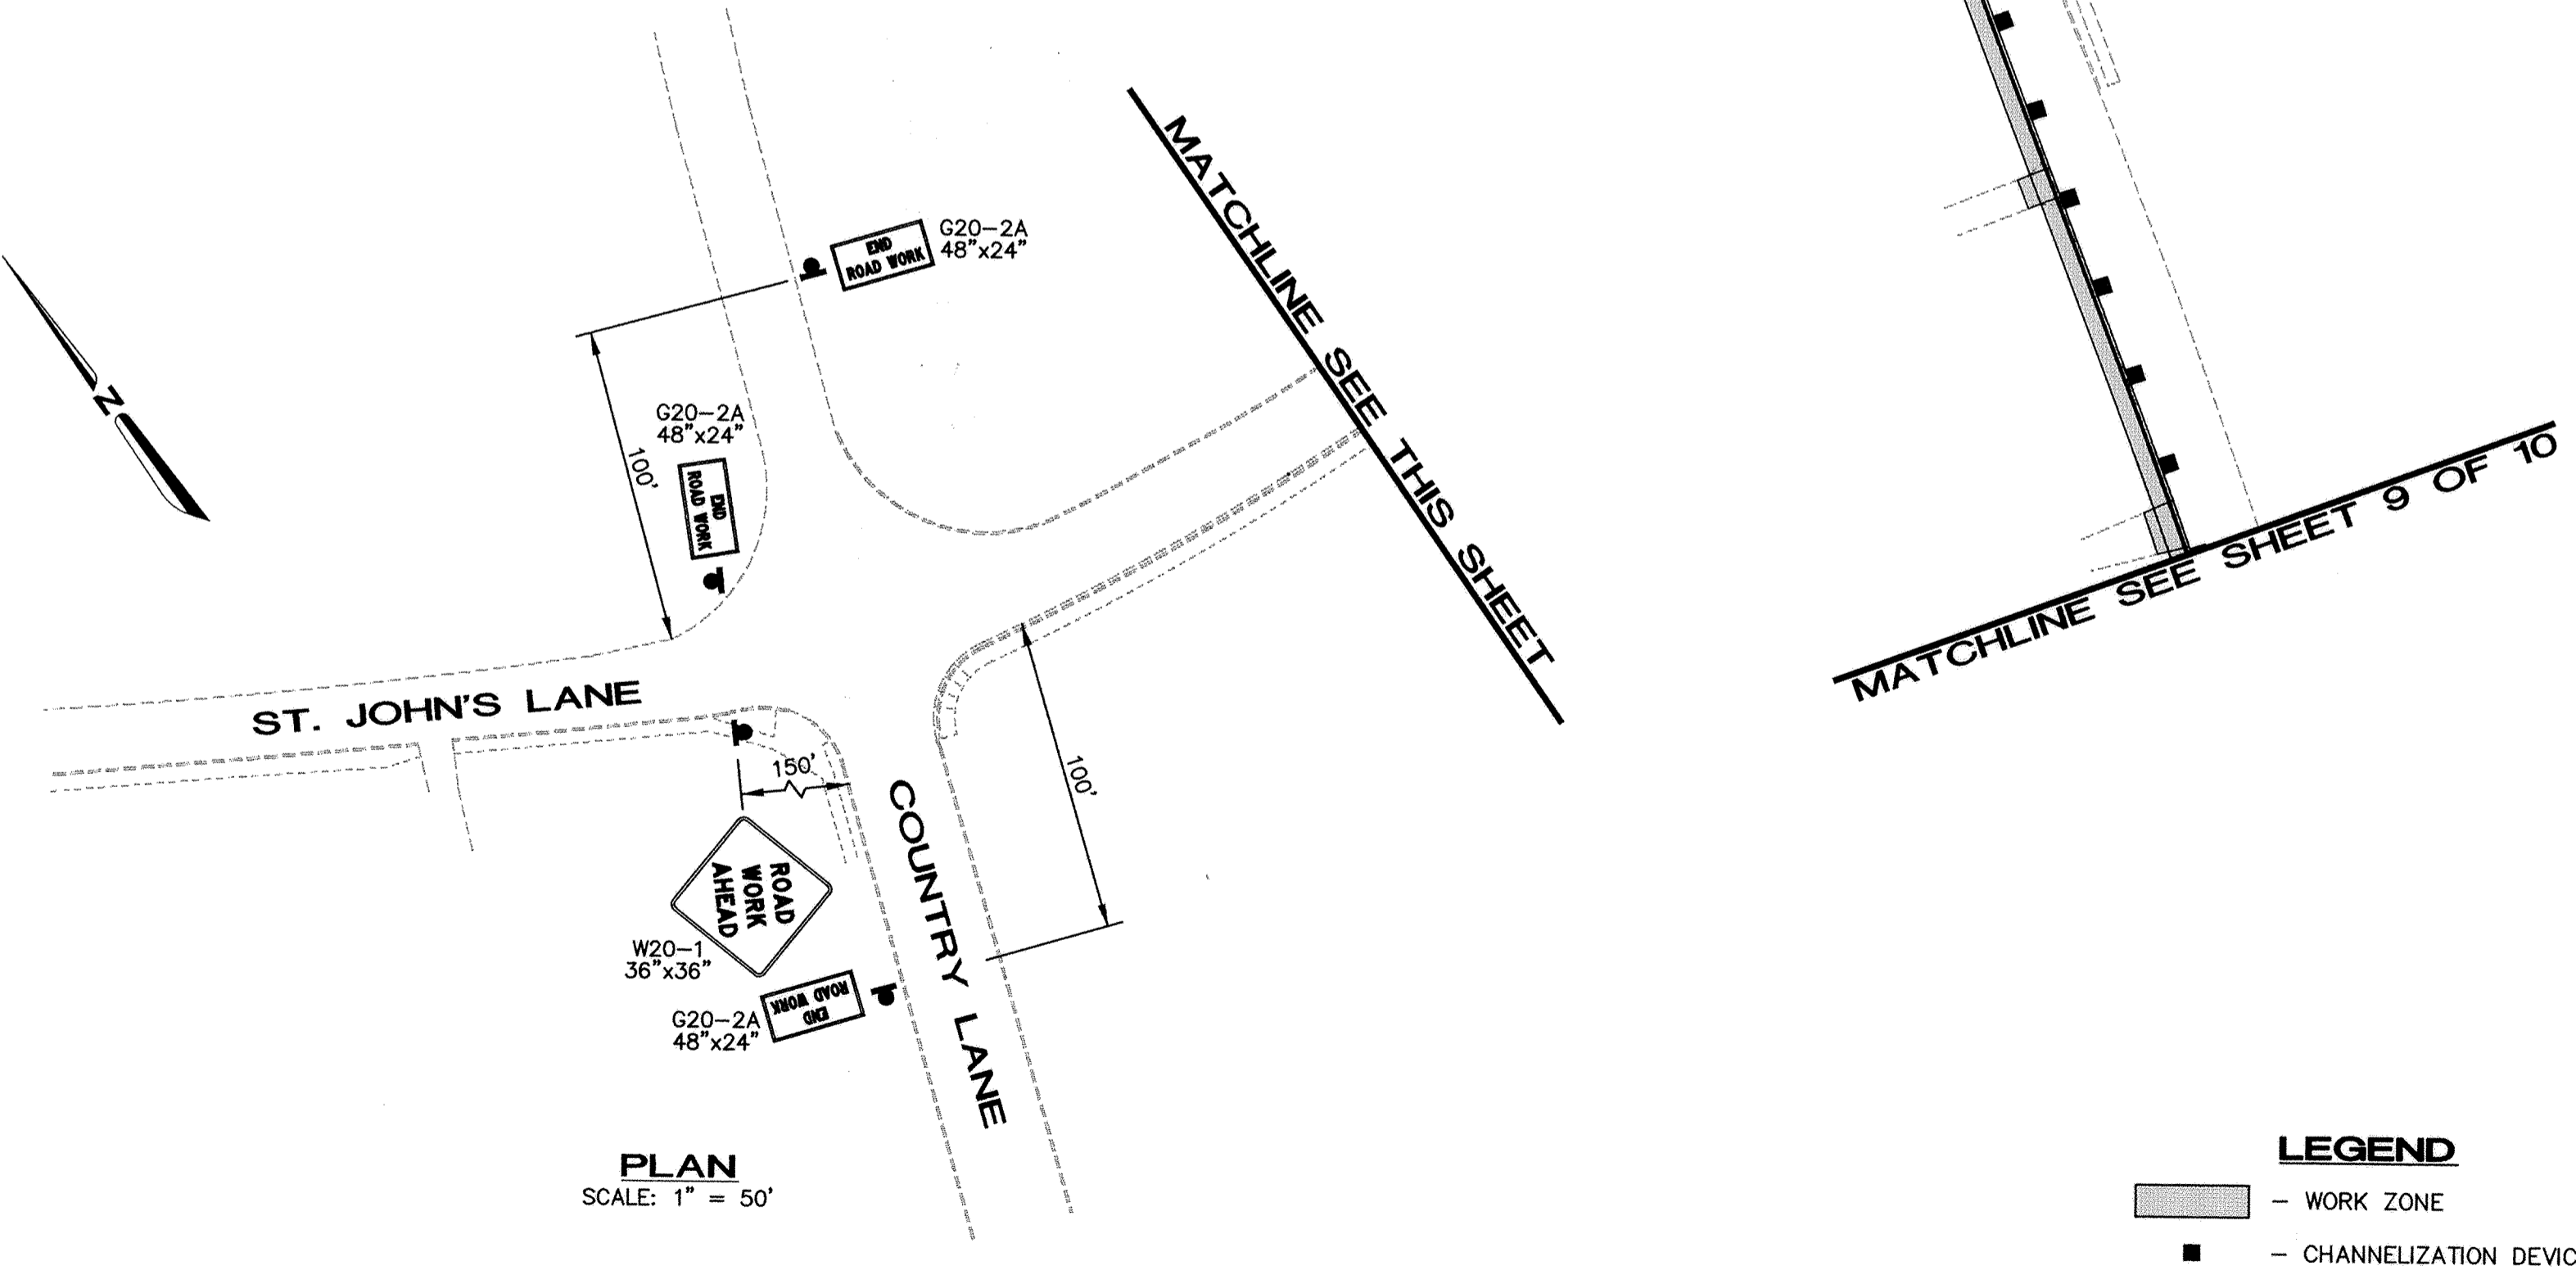 G20-2A
48"x24"
END
ROAD WORK
MATCHLINE SEE THIS SHEET
G20-2A
48"x24"
END
ROAD WORK
100'
N
MATCHLINE SEE SHEET 9 OF 10
ST. JOHN'S LANE
150'
100'
COUNTRY LANE
ROAD
WORK
AHEAD
W20-1
36"x36"
END
ROAD WORK
G20-2A
48"x24"
PLAN
SCALE: 1" = 50'
LEGEND
- WORK ZONE
- CHANNELIZATION DEVIC